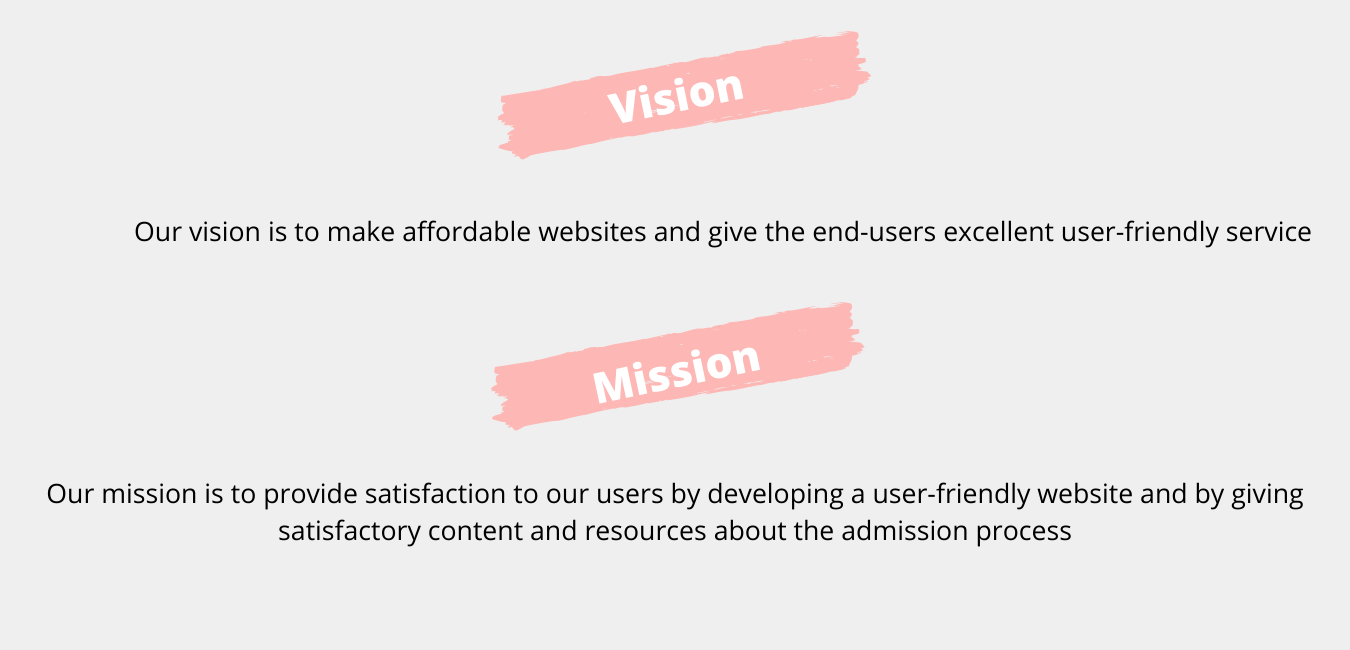 Vision
Our vision is to make affordable websites and give the end-users excellent user-friendly service
Mission
Our mission is to provide satisfaction to our users by developing a user-friendly website and by giving
satisfactory content and resources about the admission process